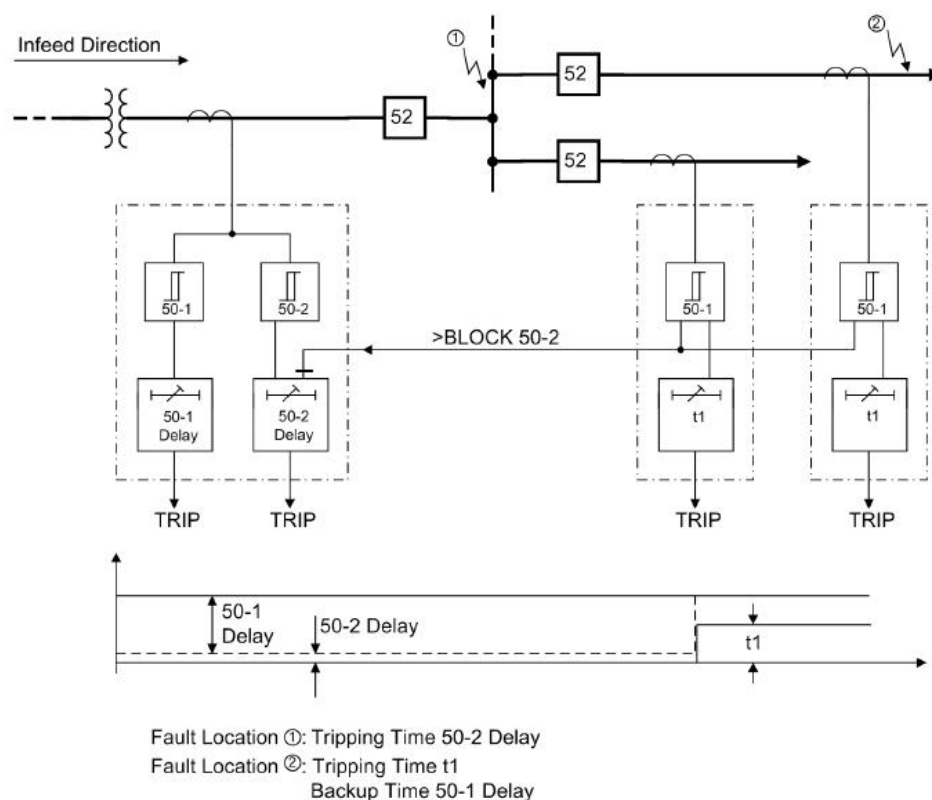 Infeed Direction
①
②
52
52
52
50-1
50-2
50-1
50-1
>BLOCK 50-2
50-1
Delay
50-2
Delay
t1
t1
TRIP
TRIP
TRIP
TRIP
50-1
Delay
50-2 Delay
t1
Fault Location ①: Tripping Time 50-2 Delay
Fault Location ②: Tripping Time t1
Backup Time 50-1 Delay